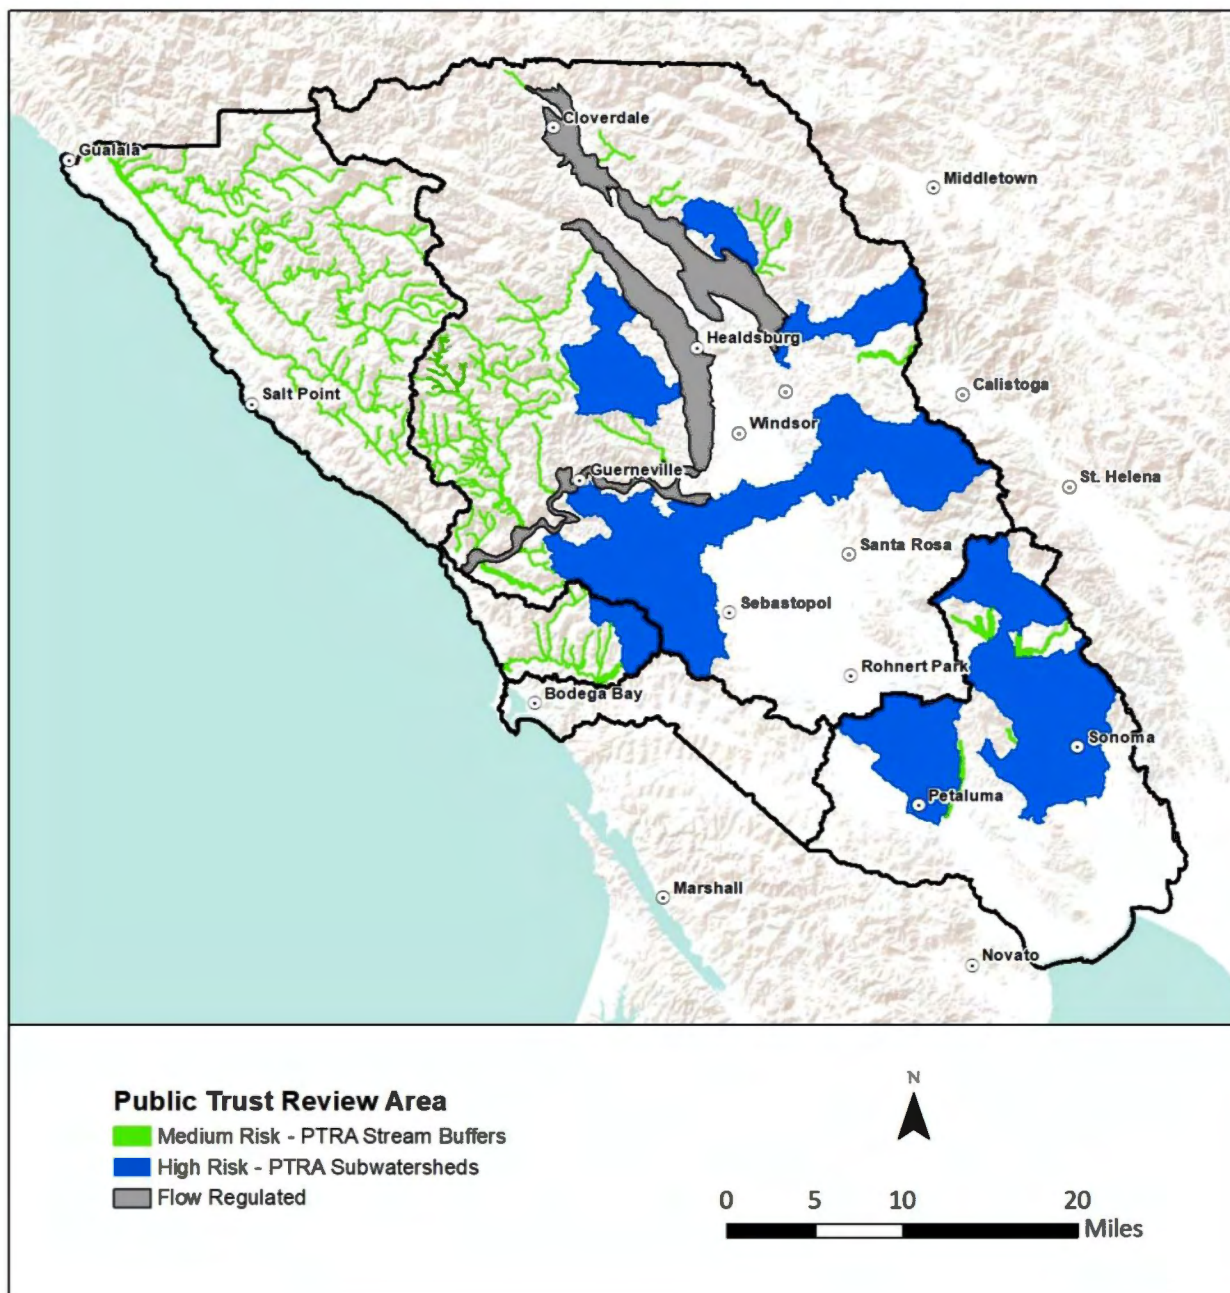 Cloverdale
Gualala
Middletown
Healdsburg
Calistoga
Salt Point
Windsor
Guerneville
St. Helena
Santa Rosa
Sebastopol
Rohnert Park
Bodega Bay
Sonoma
Petaluma
Marshall
Novato
Public Trust Review Area
Medium Risk - PTRA Stream Buffers
High Risk - PTRA Subwatersheds
Flow Regulated
N
0 5 10 20
Miles